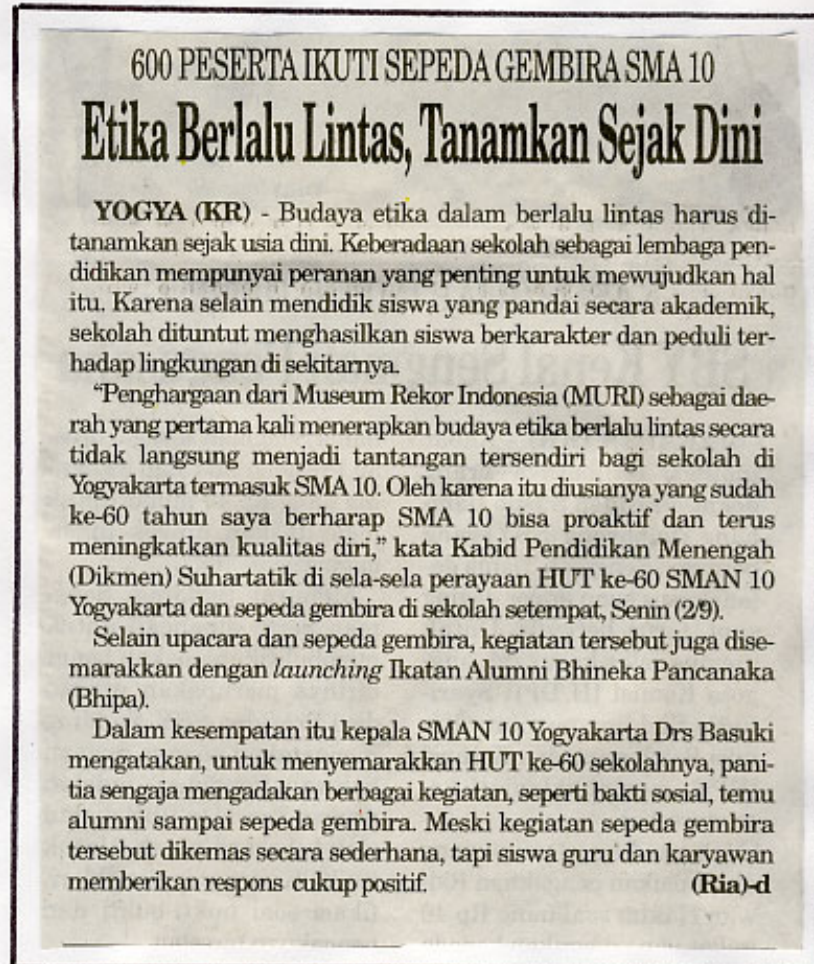 600 PESERTA IKUTI SEPEDA GEMBIRA SMA 10
Etika Berlalu Lintas, Tanamkan Sejak Dini
YOGYA (KR) - Budaya etika dalam berlalu lintas harus di-
tanamkan sejak usia dini. Keberadaan sekolah sebagai lembaga pen-
didikan mempunyai peranan yang penting untuk mewujudkan hal
itu. Karena selain mendidik siswa yang pandai secara akademik,
sekolah dituntut menghasilkan siswa berkarakter dan peduli ter-
hadap lingkungan di sekitarnya.
"Penghargaan dari Museum Rekor Indonesia (MURI) sebagai dae-
rah yang pertama kali menerapkan budaya etika berlalu lintas secara
tidak langsung menjadi tantangan tersendiri bagi sekolah di
Yogyakarta termasuk SMA 10. Oleh karena itu diusianya yang sudah
ke-60 tahun saya berharap SMA 10 bisa proaktif dan terus
meningkatkan kualitas diri," kata Kabid Pendidikan Menengah
(Dikmen) Suhartatik di sela-sela perayaan HUT ke-60 SMAN 10
Yogyakarta dan sepeda gembira di sekolah setempat, Senin (2/9).
Selain upacara dan sepeda gembira, kegiatan tersebut juga dise-
marakkan dengan launching Ikatan Alumni Bhineka Pancanaka
(Bhipa).
Dalam kesempatan itu kepala SMAN 10 Yogyakarta Drs Basuki
mengatakan, untuk menyemarakkan HUT ke-60 sekolahnya, pani-
tia sengaja mengadakan berbagai kegiatan, seperti bakti sosial, temu
alumni sampai sepeda gembira. Meski kegiatan sepeda gembira
tersebut dikemas secara sederhana, tapi siswa guru dan karyawan
memberikan respons cukup positif. (Ria)-d